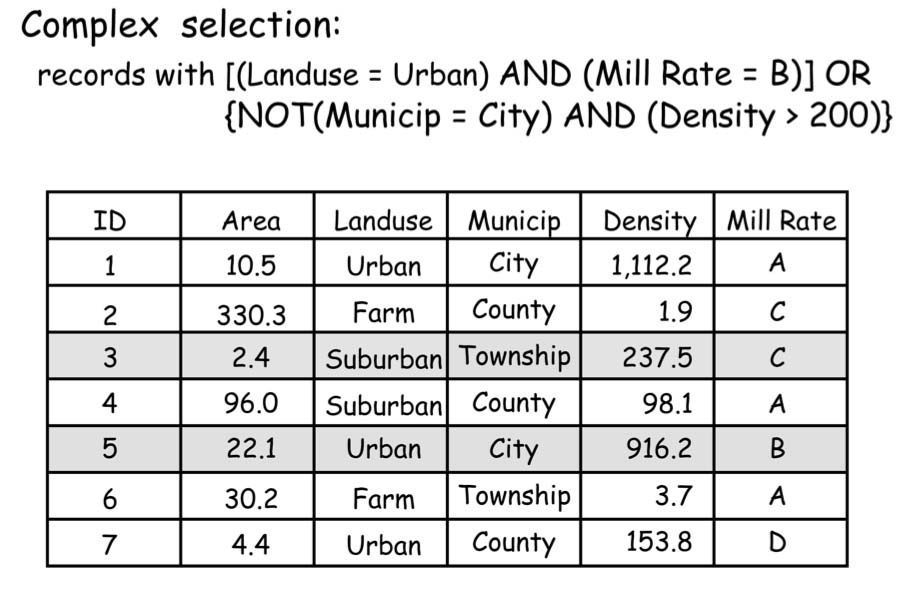 Complex selection:
records with [(Landuse = Urban) AND (Mill Rate = B)] OR
{NOT(Municip = City) AND (Density > 200)}
ID Area Landuse Municip Density Mill Rate
1 10.5 Urban City 1,112.2 A
2 330.3 Farm County 1.9 C
3 2.4 Suburban Township 237.5 C
4 96.0 Suburban County 98.1 A
5 22.1 Urban City 916.2 B
6 30.2 Farm Township 3.7 A
7 4.4 Urban County 153.8 D